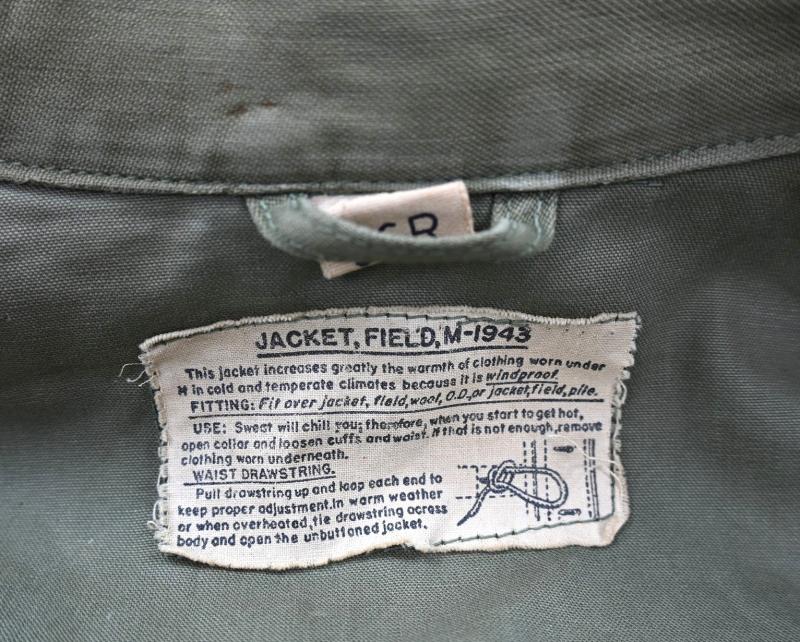 R
JACKET, FIELD, M-1943
This jacket increases greatly the warmth of clothing worn under
it in cold and temperate climates because it is windproof.
FITTING: Fit over jacket, field, wool, O.D. or jacket, field, pile.
USE: Sweat will chill you; therefore, when you start to get hot,
open collar and loosen cuffs and waist. If that is not enough, remove
clothing worn underneath.
WAIST DRAWSTRING.
Pull drawstring up and loop each end to
keep proper adjustment. In warm weather
or when overheated, tie drawstring across
body and open the unbuttoned jacket.